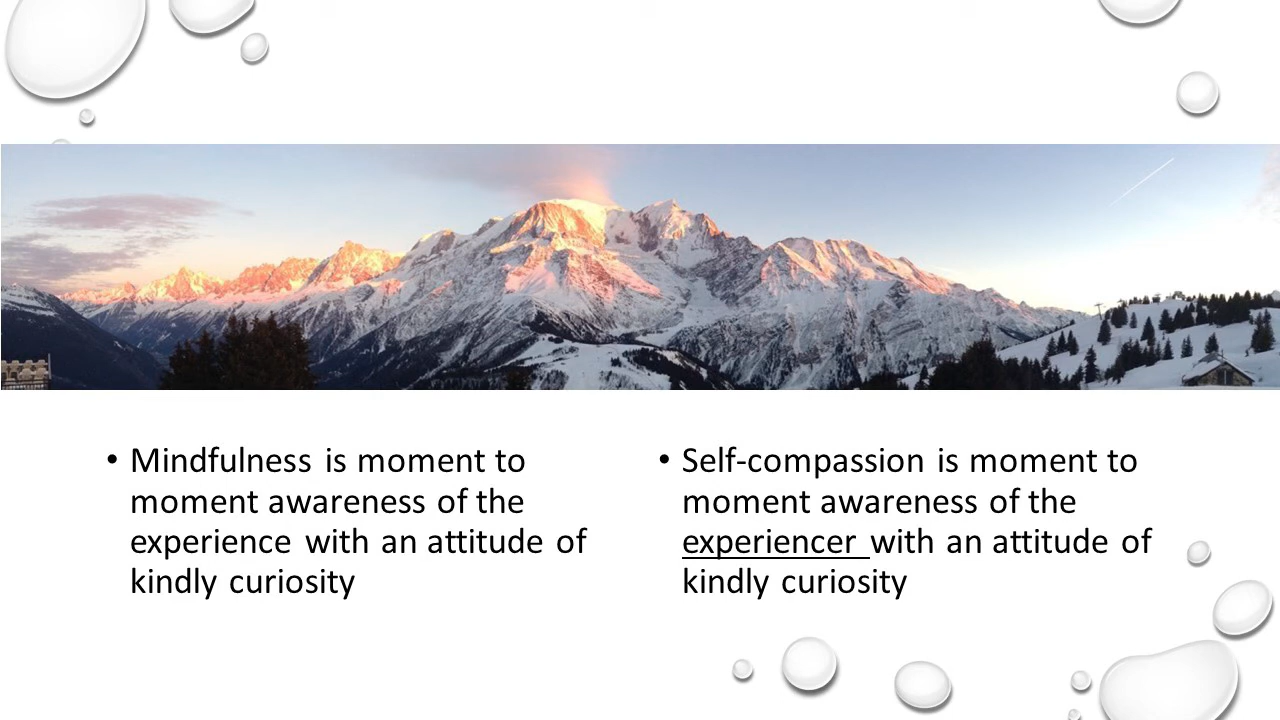 • Mindfulness is moment to
moment awareness of the
experience with an attitude of
kindly curiosity
• Self-compassion is moment to
moment awareness of the
experiencer with an attitude of
kindly curiosity